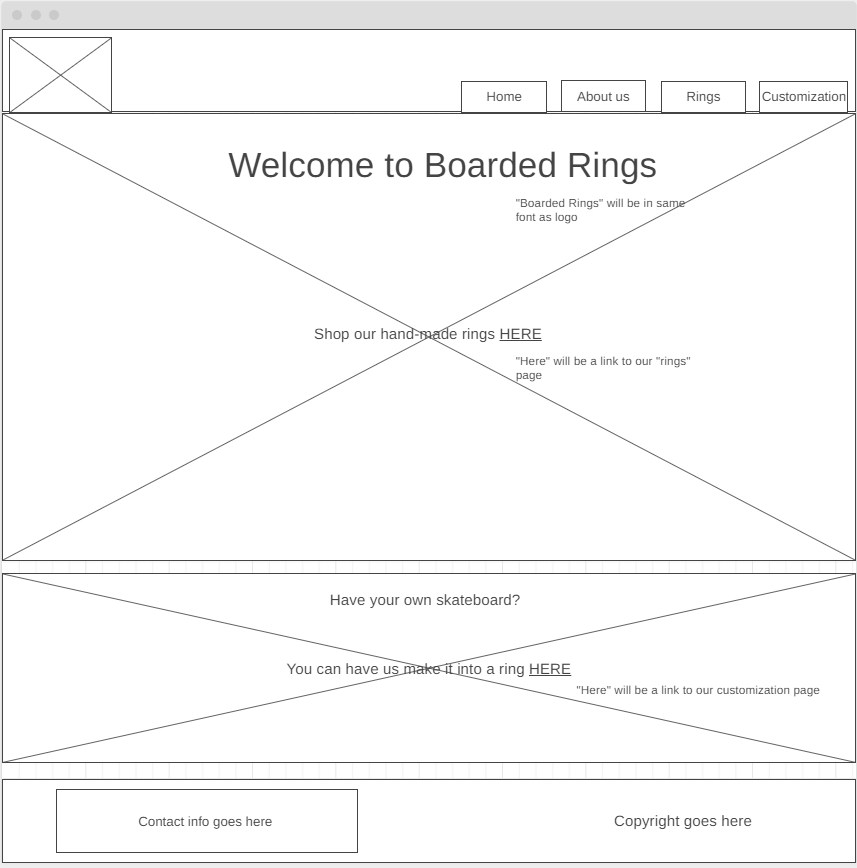 Home
About us
Rings
Customization
Welcome to Boarded Rings
"Boarded Rings" will be in same
font as logo
Shop our hand-made rings HERE
"Here" will be a link to our "rings"
page
Have your own skateboard?
You can have us make it into a ring HERE
"Here" will be a link to our customization page
Contact info goes here
Copyright goes here